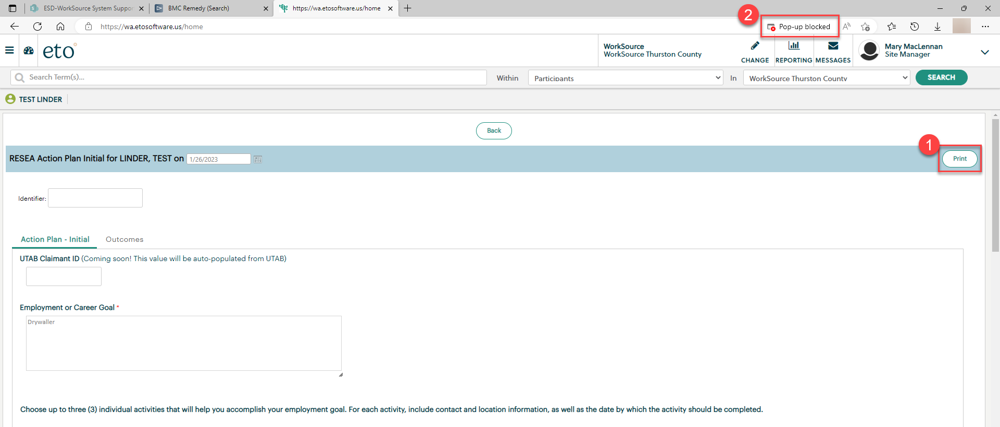 ESD-WorkSource System Suppor
BMC Remedy (Search)
https://wa.etosoftware.us/home
https://wa.etosoftware.us/home
2
Pop-up blocked
eto
WorkSource
WorkSource Thurston County
CHANGE
REPORTING
MESSAGES
Mary MacLennan
Site Manager
Search Term(s)...
Within
Participants
In
WorkSource Thurston County
SEARCH
TEST LINDER
Back
1
RESEA Action Plan Initial for LINDER, TEST on
1/26/2023
Print
Identifier:
Action Plan - Initial
Outcomes
UTAB Claimant ID (Coming soon! This value will be auto-populated from UTAB)
Employment or Career Goal *
Drywaller
Choose up to three (3) individual activities that will help you accomplish your employment goal. For each activity, include contact and location information, as well as the date by which the activity should be completed.